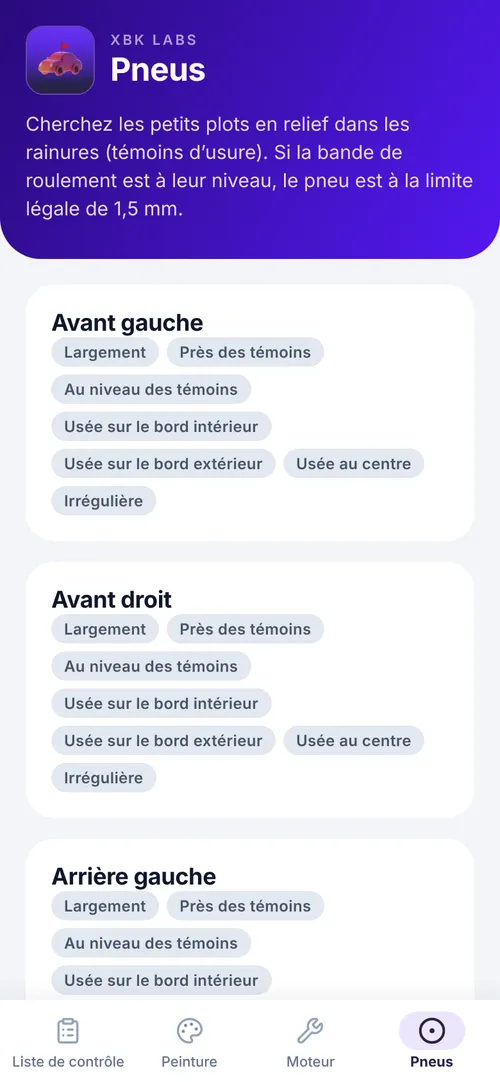 XBK LABS
Pneus
Cherchez les petits plots en relief dans les
rainures (témoins d’usure). Si la bande de
roulement est à leur niveau, le pneu est à la limite
légale de 1,5 mm.
Avant gauche
Largement
Près des témoins
Au niveau des témoins
Usée sur le bord intérieur
Usée sur le bord extérieur
Usée au centre
Irrégulière
Avant droit
Largement
Près des témoins
Au niveau des témoins
Usée sur le bord intérieur
Usée sur le bord extérieur
Usée au centre
Irrégulière
Arrière gauche
Largement
Près des témoins
Au niveau des témoins
Usée sur le bord intérieur
Liste de contrôle
Peinture
Moteur
Pneus